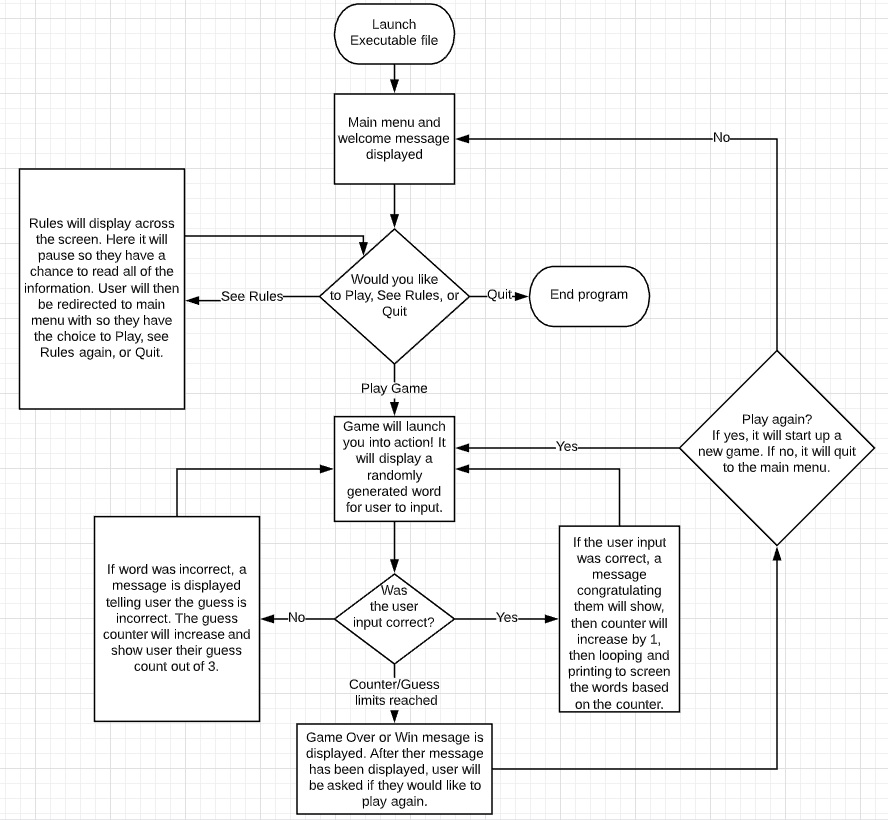 Launch
Executable file
Main menu and
welcome message
displayed
No
Rules will display across
the screen. Here it will
pause so they have a
chance to read all of the
information. User will then
be redirected to main
menu with so they have
the choice to Play, see
Rules again, or Quit.
See Rules
Would you like
to Play, See Rules, or
Quit
Quit
End program
Play Game
Game will launch
you into action! It
will display a
randomly
generated word
for user to input.
Yes
Play again?
If yes, it will start up a
new game. If no, it will quit
to the main menu.
If word was incorrect, a
message is displayed
telling user the guess is
incorrect. The guess
counter will increase and
show user their guess
count out of 3.
No
Was
the user
input correct?
Yes
If the user input
was correct, a
message
congratulating
them will show,
then counter will
increase by 1,
then looping and
printing to screen
the words based
on the counter.
Counter/Guess
limits reached
Game Over or Win mesage is
displayed. After ther message
has been displayed, user will
be asked if they would like to
play again.